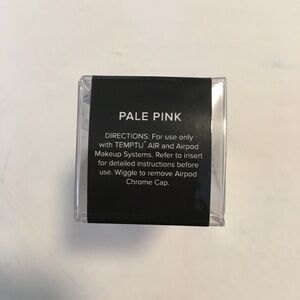 PALE PINK
DIRECTIONS: For use only
with TEMPTU® AIR and Airpod
Makeup Systems. Refer to insert
for detailed instructions before
use. Wiggle to remove Airpod
Chrome Cap.